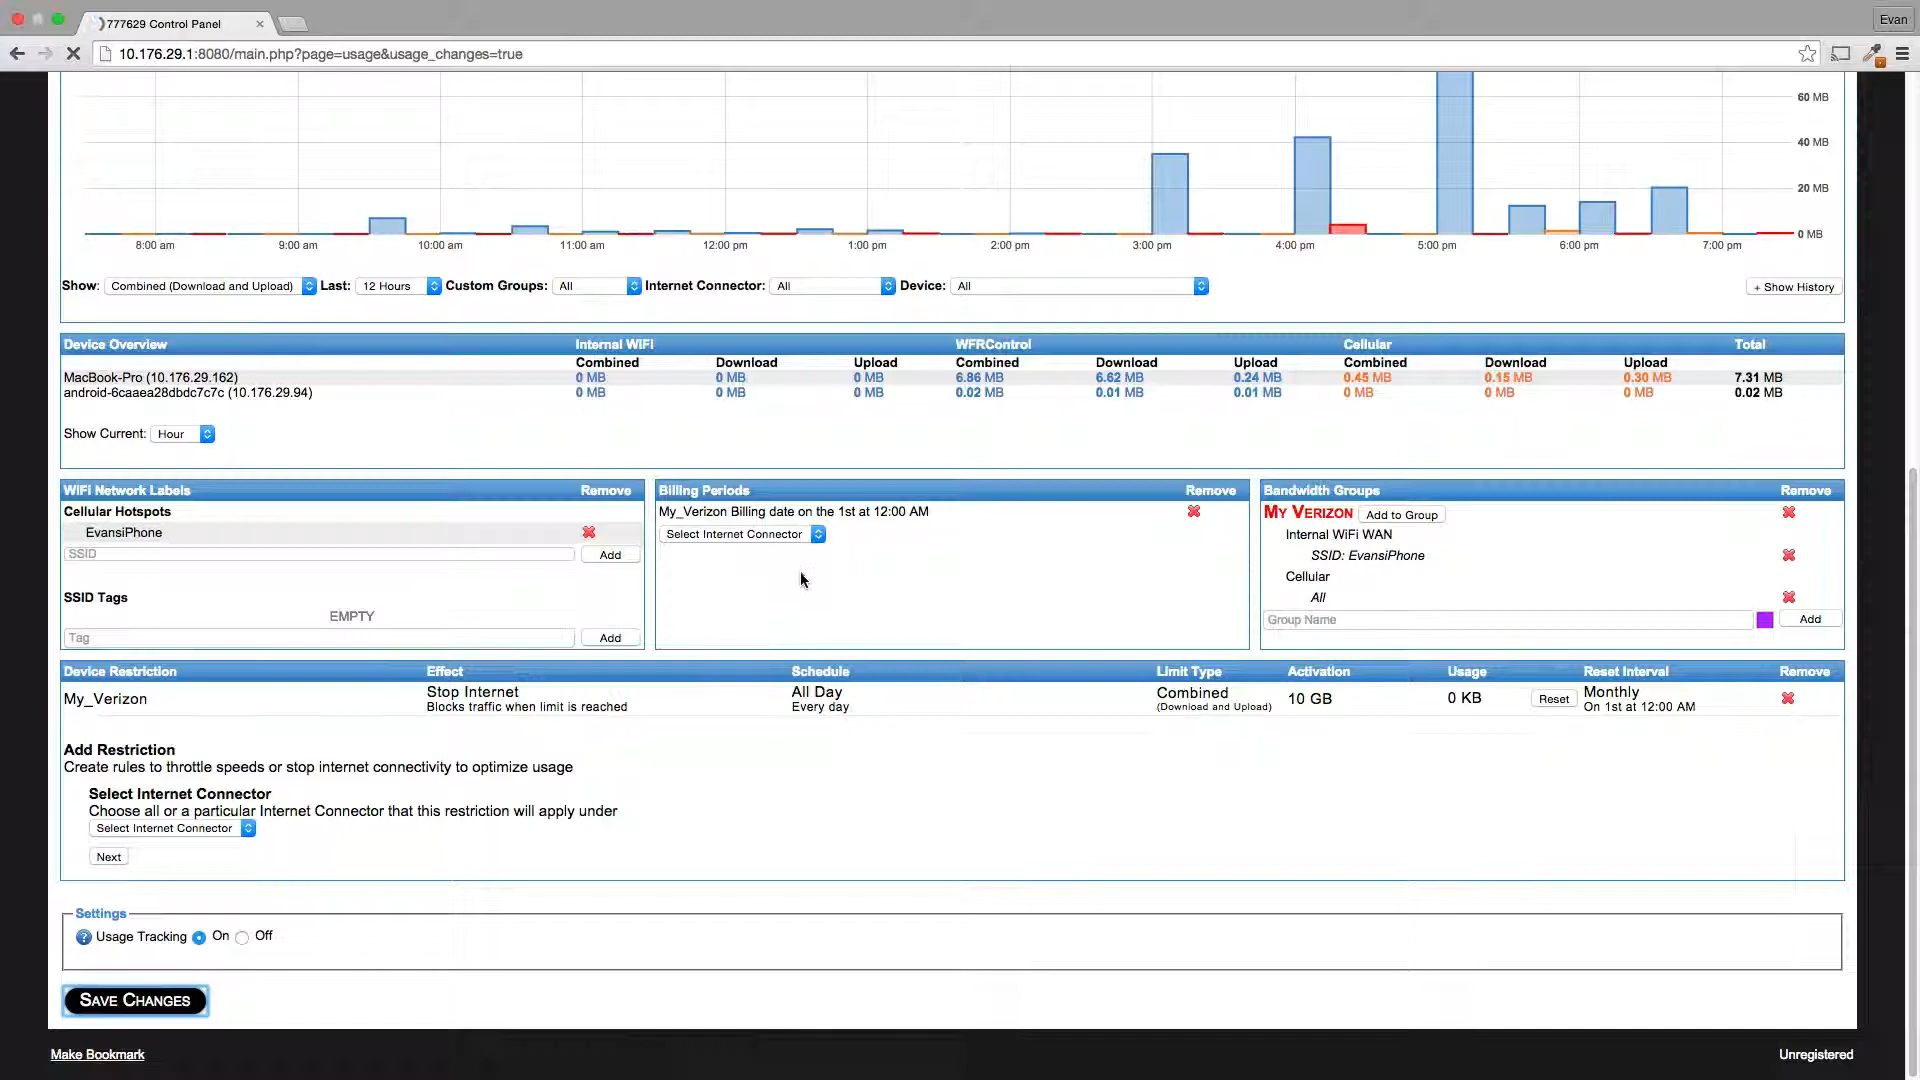 777629 Control Panel
Evan
10.176.29.1:8080/main.php?page=usage&usage_changes=true
60 MB
40 MB
20 MB
0 MB
8:00 am 9:00 am 10:00 am 11:00 am 12:00 pm 1:00 pm 2:00 pm 3:00 pm 4:00 pm 5:00 pm 6:00 pm 7:00 pm
Show: Combined (Download and Upload) Last: 12 Hours Custom Groups: All Internet Connector: All Device: All + Show History
Device Overview Internal WiFi WFRControl Cellular Total
Combined Download Upload Combined Download Upload Combined Download Upload
MacBook-Pro (10.176.29.162) 0 MB 0 MB 0 MB 6.86 MB 6.62 MB 0.24 MB 0.45 MB 0.15 MB 0.30 MB 7.31 MB
android-6caaea28dbdc7c7c (10.176.29.94) 0 MB 0 MB 0 MB 0.02 MB 0.01 MB 0.01 MB 0 MB 0 MB 0 MB 0.02 MB
Show Current: Hour
WiFi Network Labels Remove
Cellular Hotspots
EvansiPhone
SSID Add
SSID Tags
EMPTY
Tag Add
Billing Periods Remove
My_Verizon Billing date on the 1st at 12:00 AM
Select Internet Connector
Bandwidth Groups Remove
My Verizon Add to Group
Internal WiFi WAN
SSID: EvansiPhone
Cellular
All
Group Name Add
Device Restriction Effect Schedule Limit Type Activation Usage Reset Interval Remove
My_Verizon Stop Internet All Day Combined 10 GB 0 KB Reset Monthly
Blocks traffic when limit is reached Every day (Download and Upload) On 1st at 12:00 AM
Add Restriction
Create rules to throttle speeds or stop internet connectivity to optimize usage
Select Internet Connector
Choose all or a particular Internet Connector that this restriction will apply under
Select Internet Connector
Next
Settings
? Usage Tracking On Off
Save Changes
Make Bookmark Unregistered